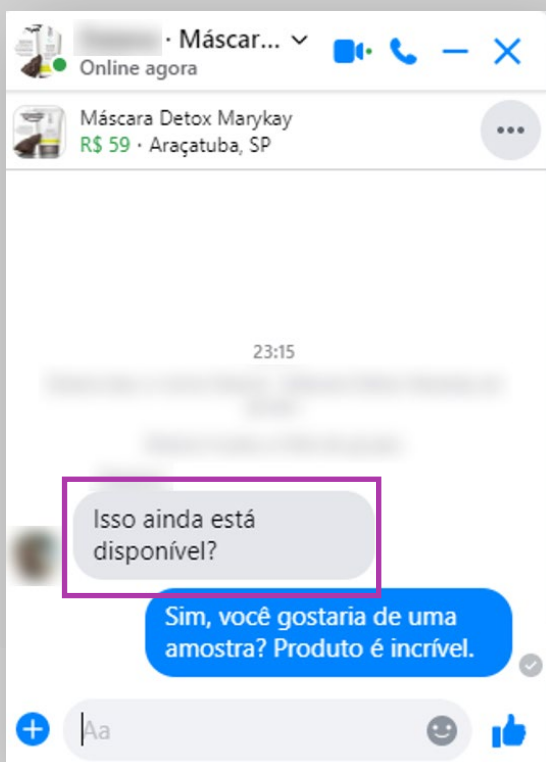 · Máscar...
Online agora
Máscara Detox Marykay
R$ 59 · Araçatuba, SP
23:15
Isso ainda está
disponível?
Sim, você gostaria de uma
amostra? Produto é incrível.
Aa